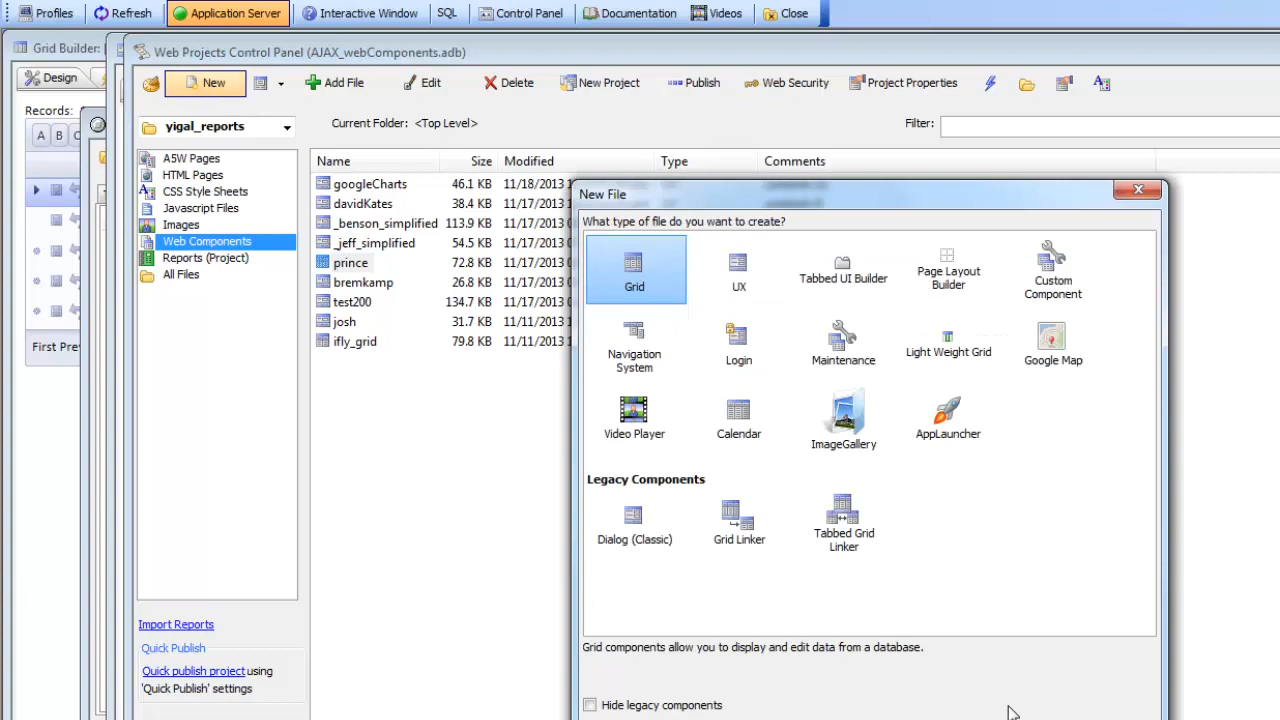 Profiles Refresh Application Server Interactive Window SQL Control Panel Documentation Videos Close
Grid Builder:
Web Projects Control Panel (AJAX_webComponents.adb)
Design
New Add File Edit Delete New Project Publish Web Security Project Properties
Records:
A B C
yigal_reports
Current Folder: <Top Level>
Filter:
A5W Pages
HTML Pages
CSS Style Sheets
Javascript Files
Images
Web Components
Reports (Project)
All Files
Name Size Modified Type Comments
googleCharts 46.1 KB 11/18/2013
davidKates 38.4 KB 11/17/2013
_benson_simplified 113.9 KB 11/17/2013
_jeff_simplified 54.5 KB 11/17/2013
prince 72.8 KB 11/17/2013
bremkamp 26.8 KB 11/17/2013
test200 134.7 KB 11/17/2013
josh 31.7 KB 11/11/2013
ifly_grid 79.8 KB 11/11/2013
First Prev
Import Reports
Quick Publish
Quick publish project using
'Quick Publish' settings
New File
What type of file do you want to create?
Grid
UX
Tabbed UI Builder
Page Layout
Builder
Custom
Component
Navigation
System
Login
Maintenance
Light Weight Grid
Google Map
Video Player
Calendar
ImageGallery
AppLauncher
Legacy Components
Dialog (Classic)
Grid Linker
Tabbed Grid
Linker
Grid components allow you to display and edit data from a database.
Hide legacy components